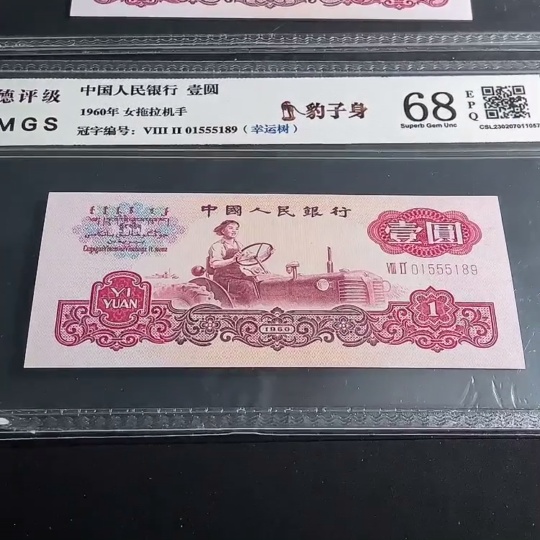 德评级
MGS
中国人民银行 壹圆
1960年 女拖拉机手
冠字编号：VIII II 01555189（幸运树）
豹子身
68
Superb Gem Unc
EPQ
中國人民銀行
壹圓
VIII II 01555189
YI
YUAN
1960
1